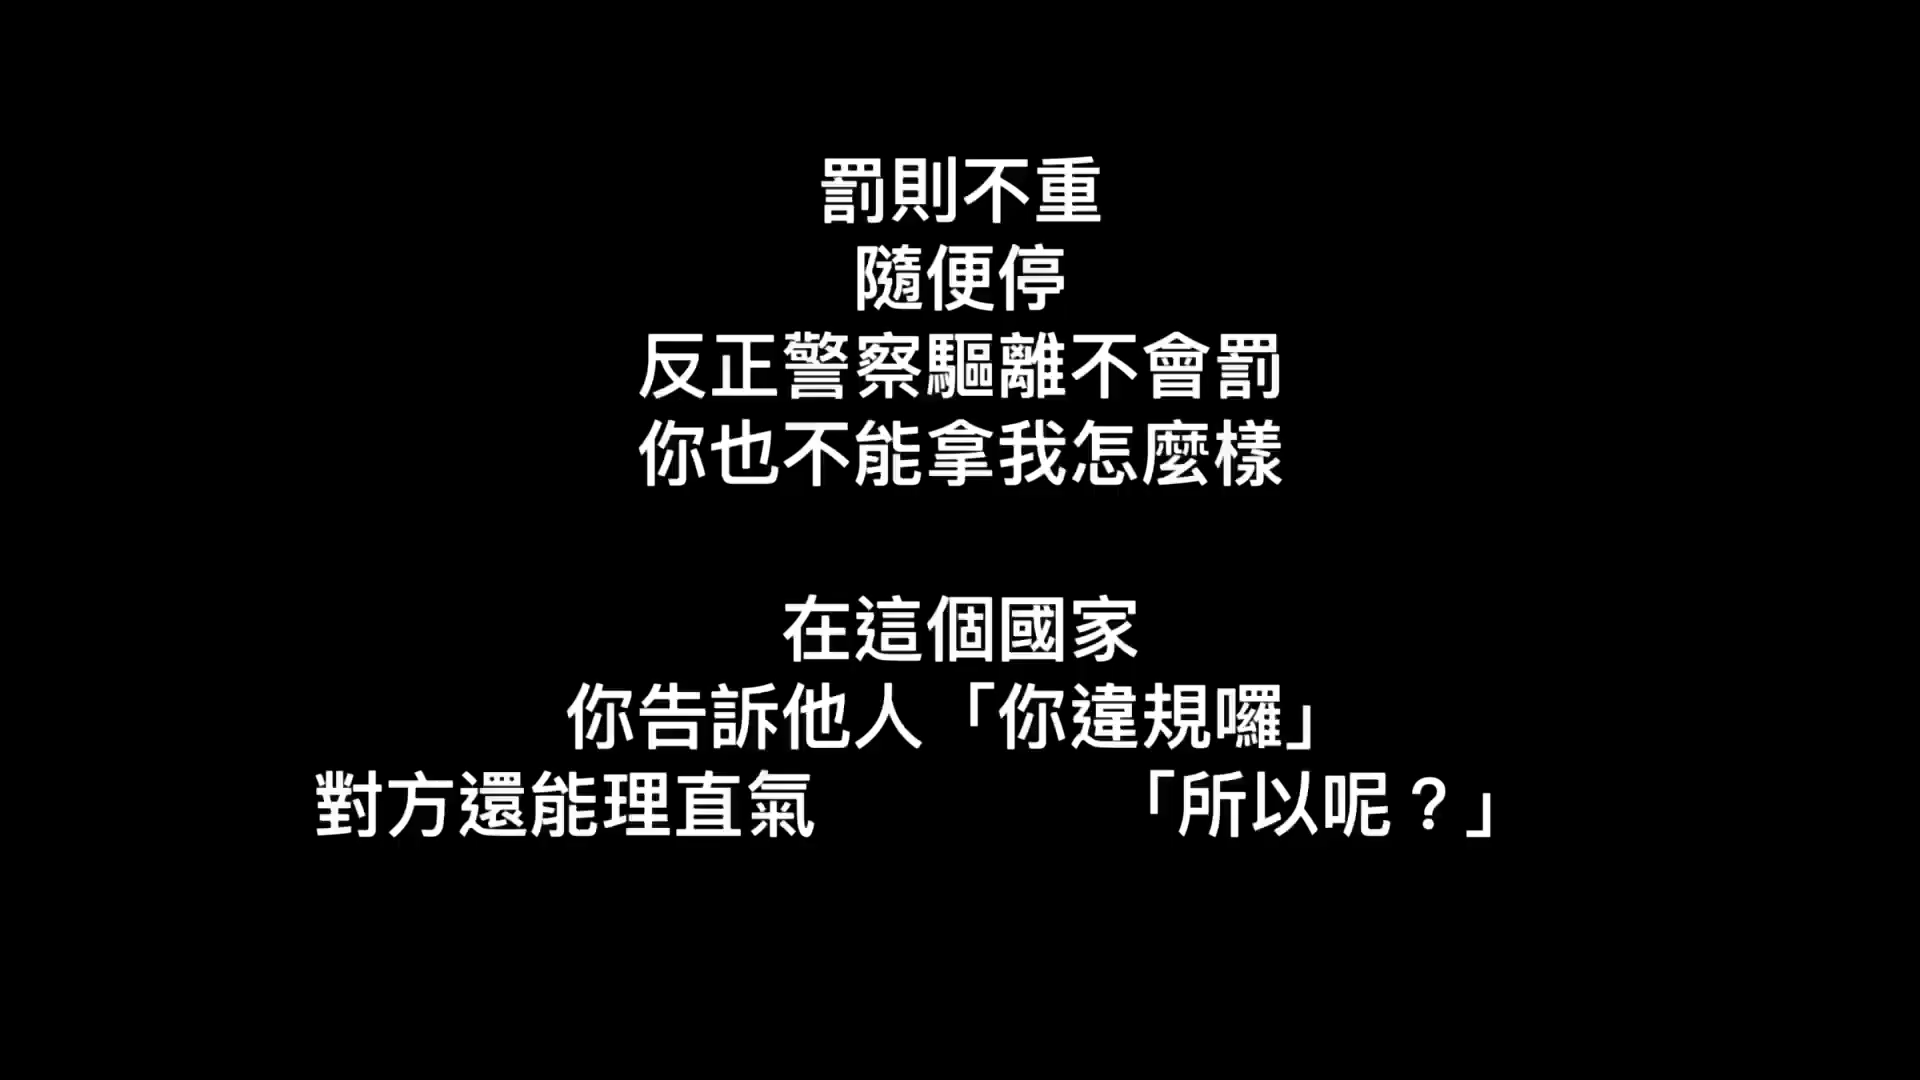 罰則不重
隨便停
反正警察驅離不會罰
你也不能拿我怎麼樣
在這個國家
你告訴他人「你違規囉」
對方還能理直氣 「所以呢？」